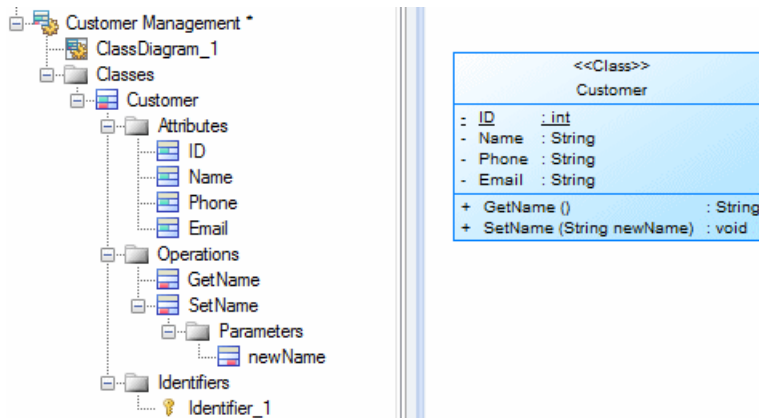 Customer Management *
ClassDiagram_1
Classes
Customer
Attributes
ID
Name
Phone
Email
Operations
GetName
SetName
Parameters
newName
Identifiers
Identifier_1
<<Class>>
Customer
- ID : int
- Name : String
- Phone : String
- Email : String
+ GetName () : String
+ SetName (String newName) : void